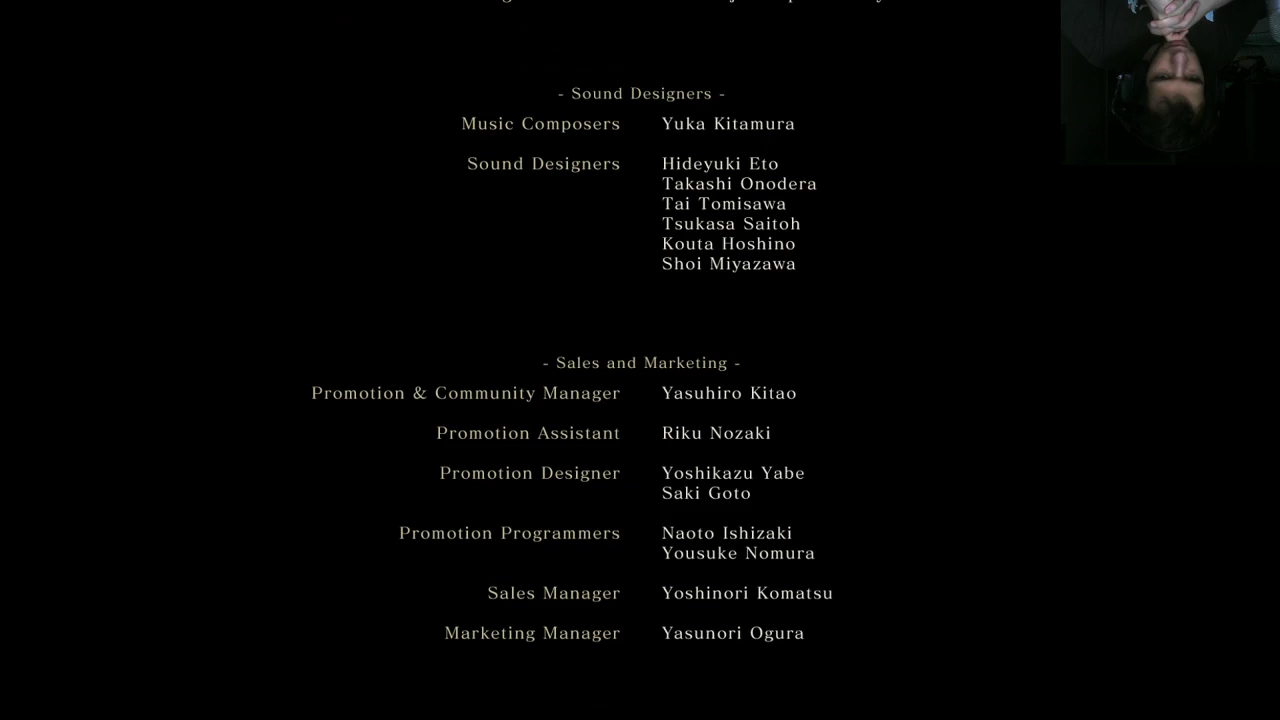 - Sound Designers -
Music Composers Yuka Kitamura
Sound Designers Hideyuki Eto
Takashi Onodera
Tai Tomisawa
Tsukasa Saitoh
Kouta Hoshino
Shoi Miyazawa
- Sales and Marketing -
Promotion & Community Manager Yasuhiro Kitao
Promotion Assistant Riku Nozaki
Promotion Designer Yoshikazu Yabe
Saki Goto
Promotion Programmers Naoto Ishizaki
Yousuke Nomura
Sales Manager Yoshinori Komatsu
Marketing Manager Yasunori Ogura